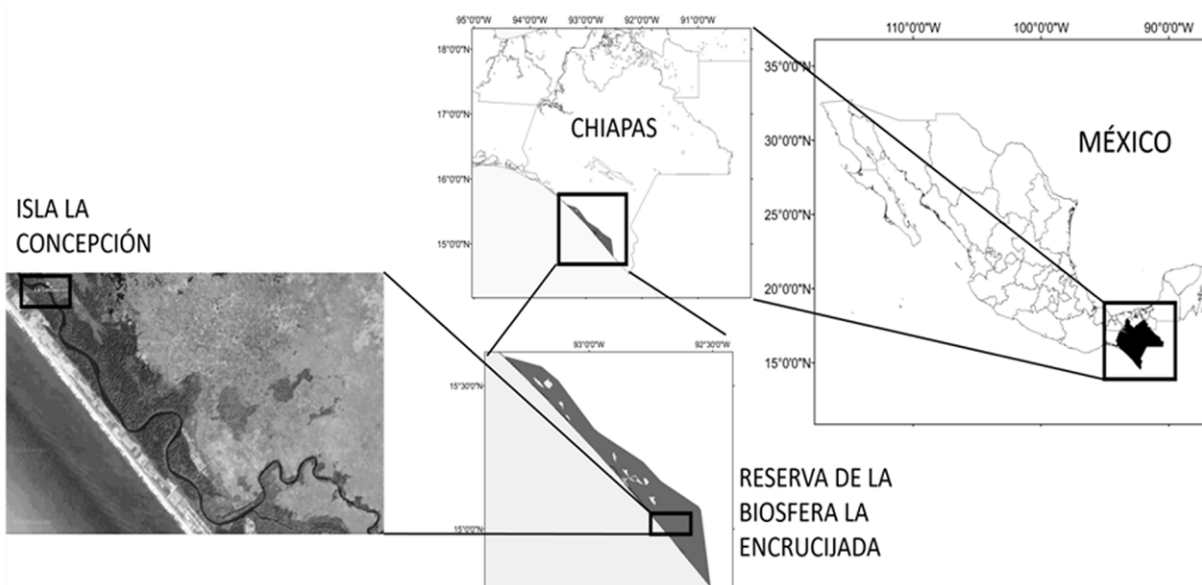 95°0'0"W 94°0'0"W 93°0'0"W 92°0'0"W 91°0'0"W
18°0'0"N
17°0'0"N
16°0'0"N
15°0'0"N
CHIAPAS
110°0'0"W 100°0'0"W 90°0'0"W
35°0'0"N
30°0'0"N
25°0'0"N
20°0'0"N
15°0'0"N
MÉXICO
ISLA LA
CONCEPCIÓN
93°0'0"W 92°30'0"W
15°30'0"N
15°0'0"N
RESERVA DE LA
BIOSFERA LA
ENCRUCIJADA